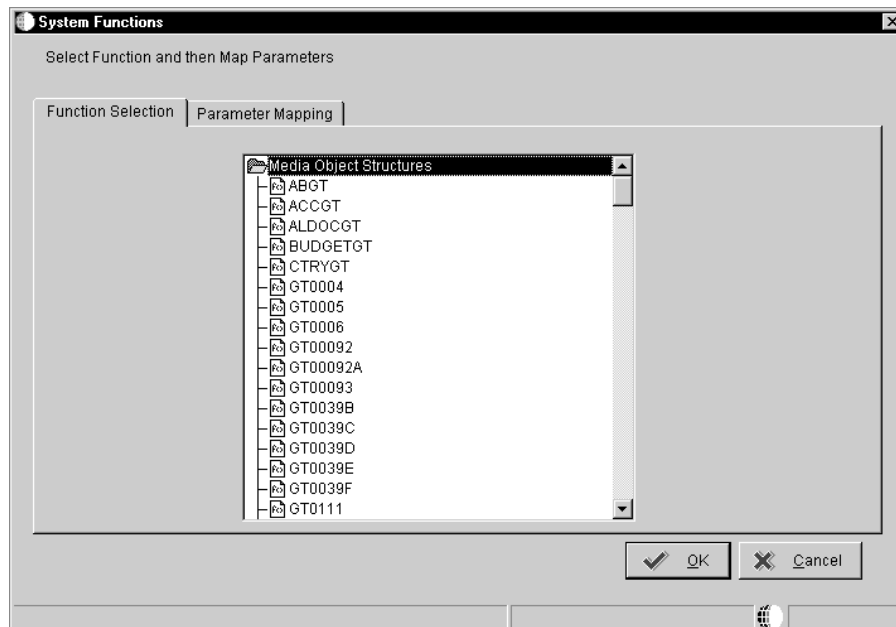 System Functions
Select Function and then Map Parameters
Function Selection
Parameter Mapping
Media Object Structures
ABGT
ACCGT
ALDOCGT
BUDGETGT
CTRYGT
GT0004
GT0005
GT0006
GT00092
GT00092A
GT00093
GT0039B
GT0039C
GT0039D
GT0039E
GT0039F
GT0111
OK
Cancel